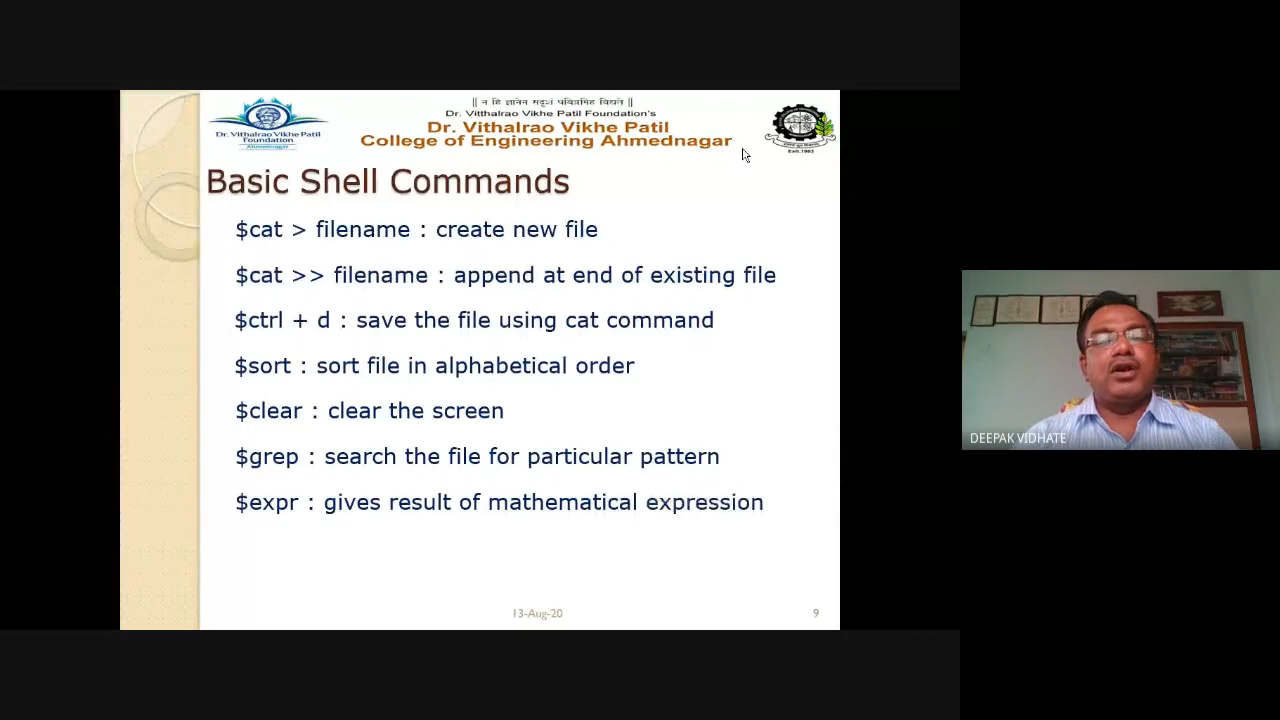 || न हि ज्ञानेन सदृशं पवित्रमिह विद्यते ||
Dr. Vitthalrao Vikhe Patil Foundation's
Dr. Vithalrao Vikhe Patil
College of Engineering Ahmednagar
Dr. Vithalrao Vikhe Patil
Foundation
Ahmednagar
Estd.1983
Basic Shell Commands
$cat > filename : create new file
$cat >> filename : append at end of existing file
$ctrl + d : save the file using cat command
$sort : sort file in alphabetical order
$clear : clear the screen
$grep : search the file for particular pattern
$expr : gives result of mathematical expression
13-Aug-20
9
DEEPAK VIDHATE